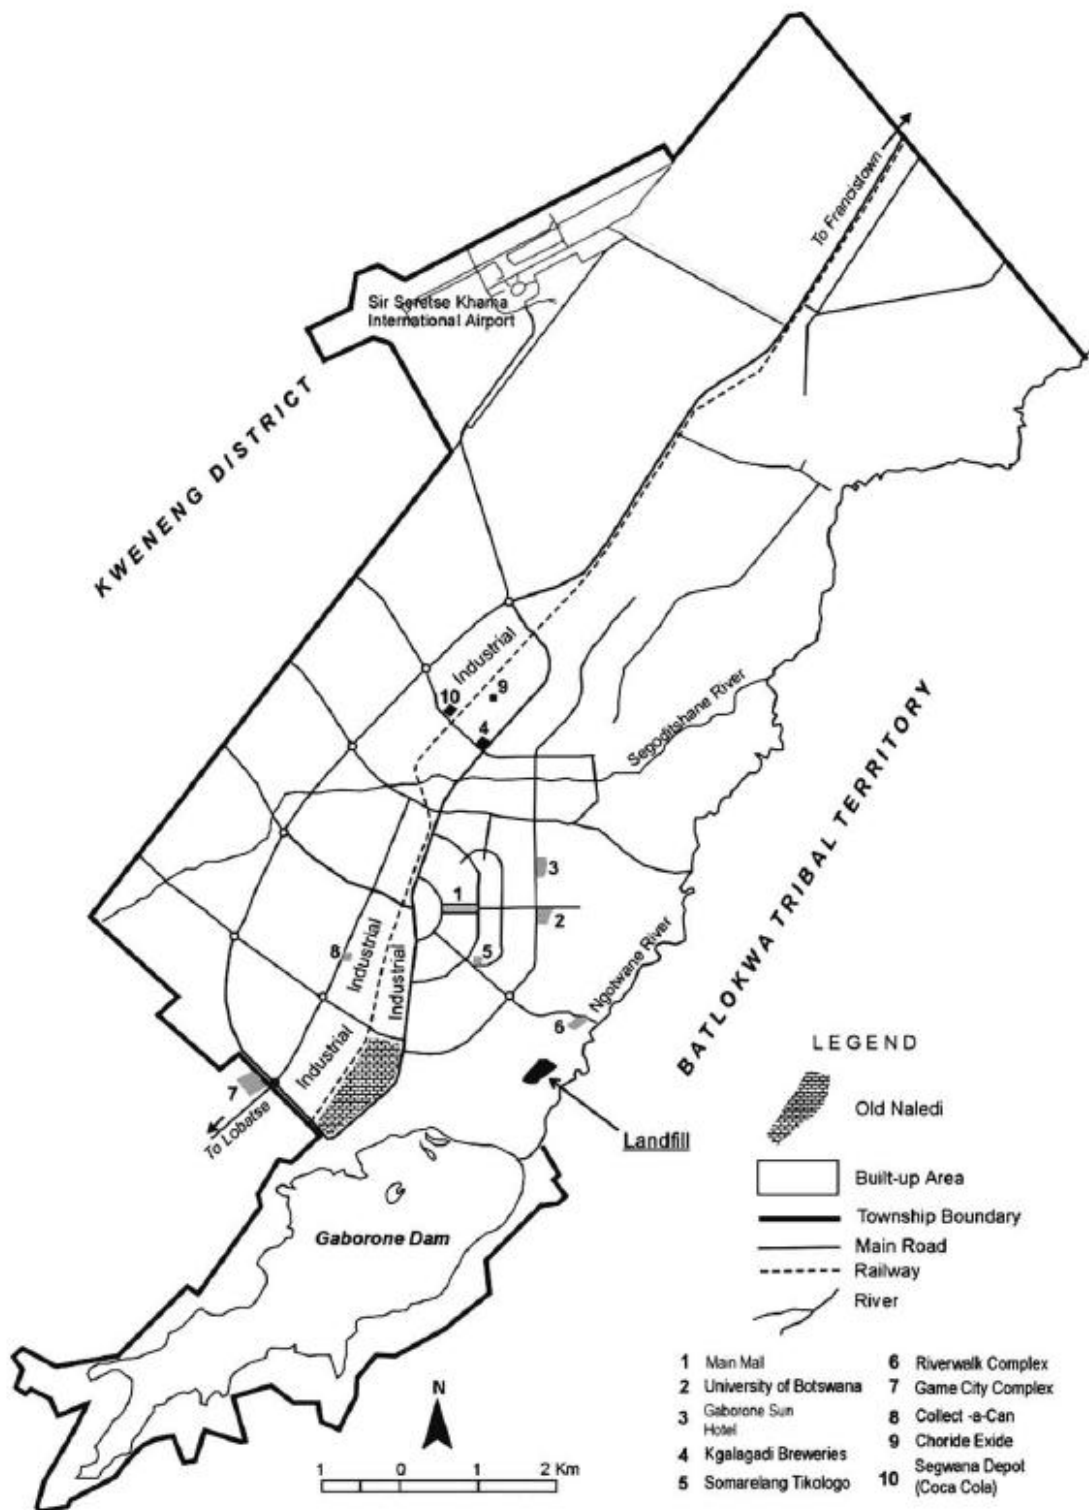 To Francistown
Sir Seretse Khama
International Airport
KWENENG DISTRICT
Industrial
10
9
4
Segoditshane River
BATLOKWA TRIBAL TERRITORY
3
1
2
8
Industrial
Industrial
5
Ngotwane River
6
Industrial
7
To Lobatse
Landfill
Gaborone Dam
LEGEND
Old Naledi
Built-up Area
Township Boundary
Main Road
Railway
River
1 Main Mall
2 University of Botswana
3 Gaborone Sun
Hotel
4 Kgalagadi Breweries
5 Somarelang Tikologo
6 Riverwalk Complex
7 Game City Complex
8 Collect -a-Can
9 Choride Exide
10 Segwana Depot
(Coca Cola)
N
1 0 1 2 Km